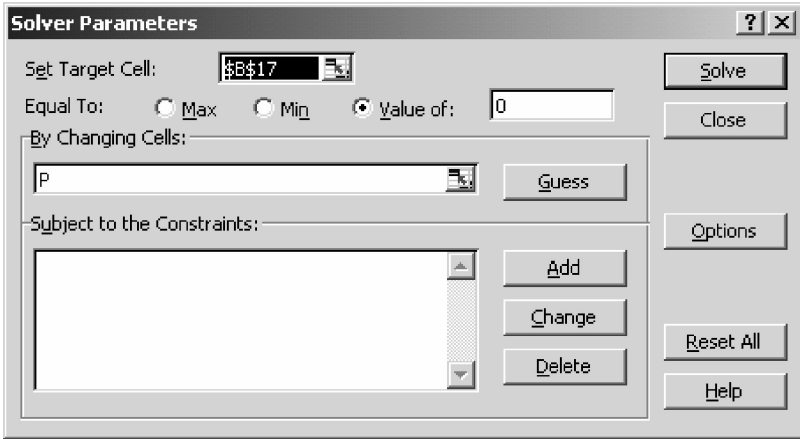 Solver Parameters
Set Target Cell: $B$17
Solve
Equal To: Max Min Value of: 0
Close
By Changing Cells:
P
Guess
Subject to the Constraints:
Options
Add
Change
Reset All
Delete
Help